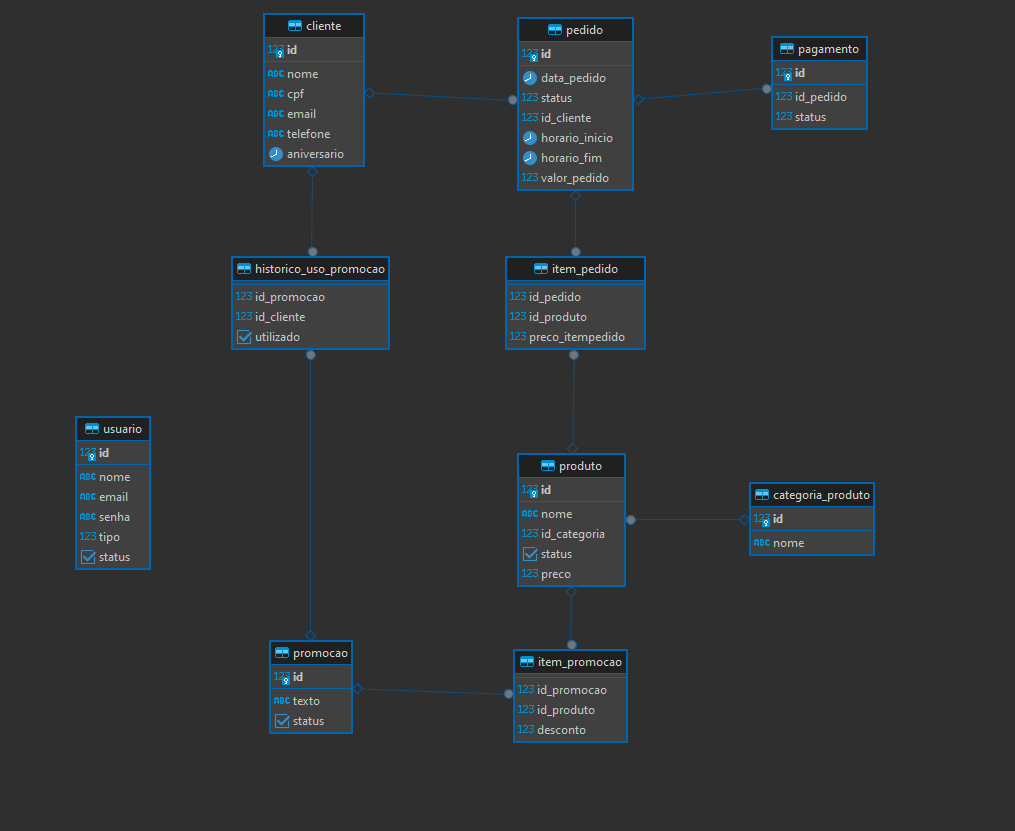 cliente
123 id
ABC nome
ABC cpf
ABC email
ABC telefone
aniversario
pedido
123 id
data_pedido
123 status
123 id_cliente
horario_inicio
horario_fim
123 valor_pedido
pagamento
123 id
123 id_pedido
123 status
historico_uso_promocao
123 id_promocao
123 id_cliente
utilizado
item_pedido
123 id_pedido
123 id_produto
123 preco_itempedido
usuario
123 id
ABC nome
ABC email
ABC senha
123 tipo
status
produto
123 id
ABC nome
123 id_categoria
status
123 preco
categoria_produto
123 id
ABC nome
promocao
123 id
ABC texto
status
item_promocao
123 id_promocao
123 id_produto
123 desconto